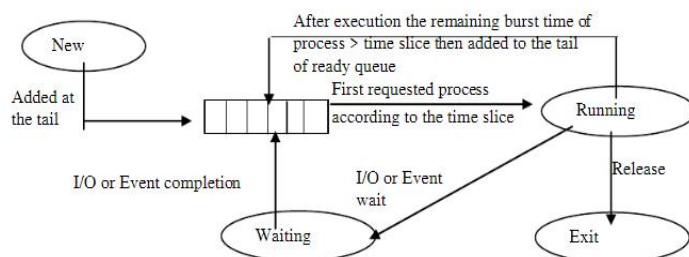 After execution the remaining burst time of
process > time slice then added to the tail
of ready queue
New
Added at
the tail
First requested process
according to the time slice
Running
I/O or Event completion
I/O or Event
wait
Release
Waiting
Exit